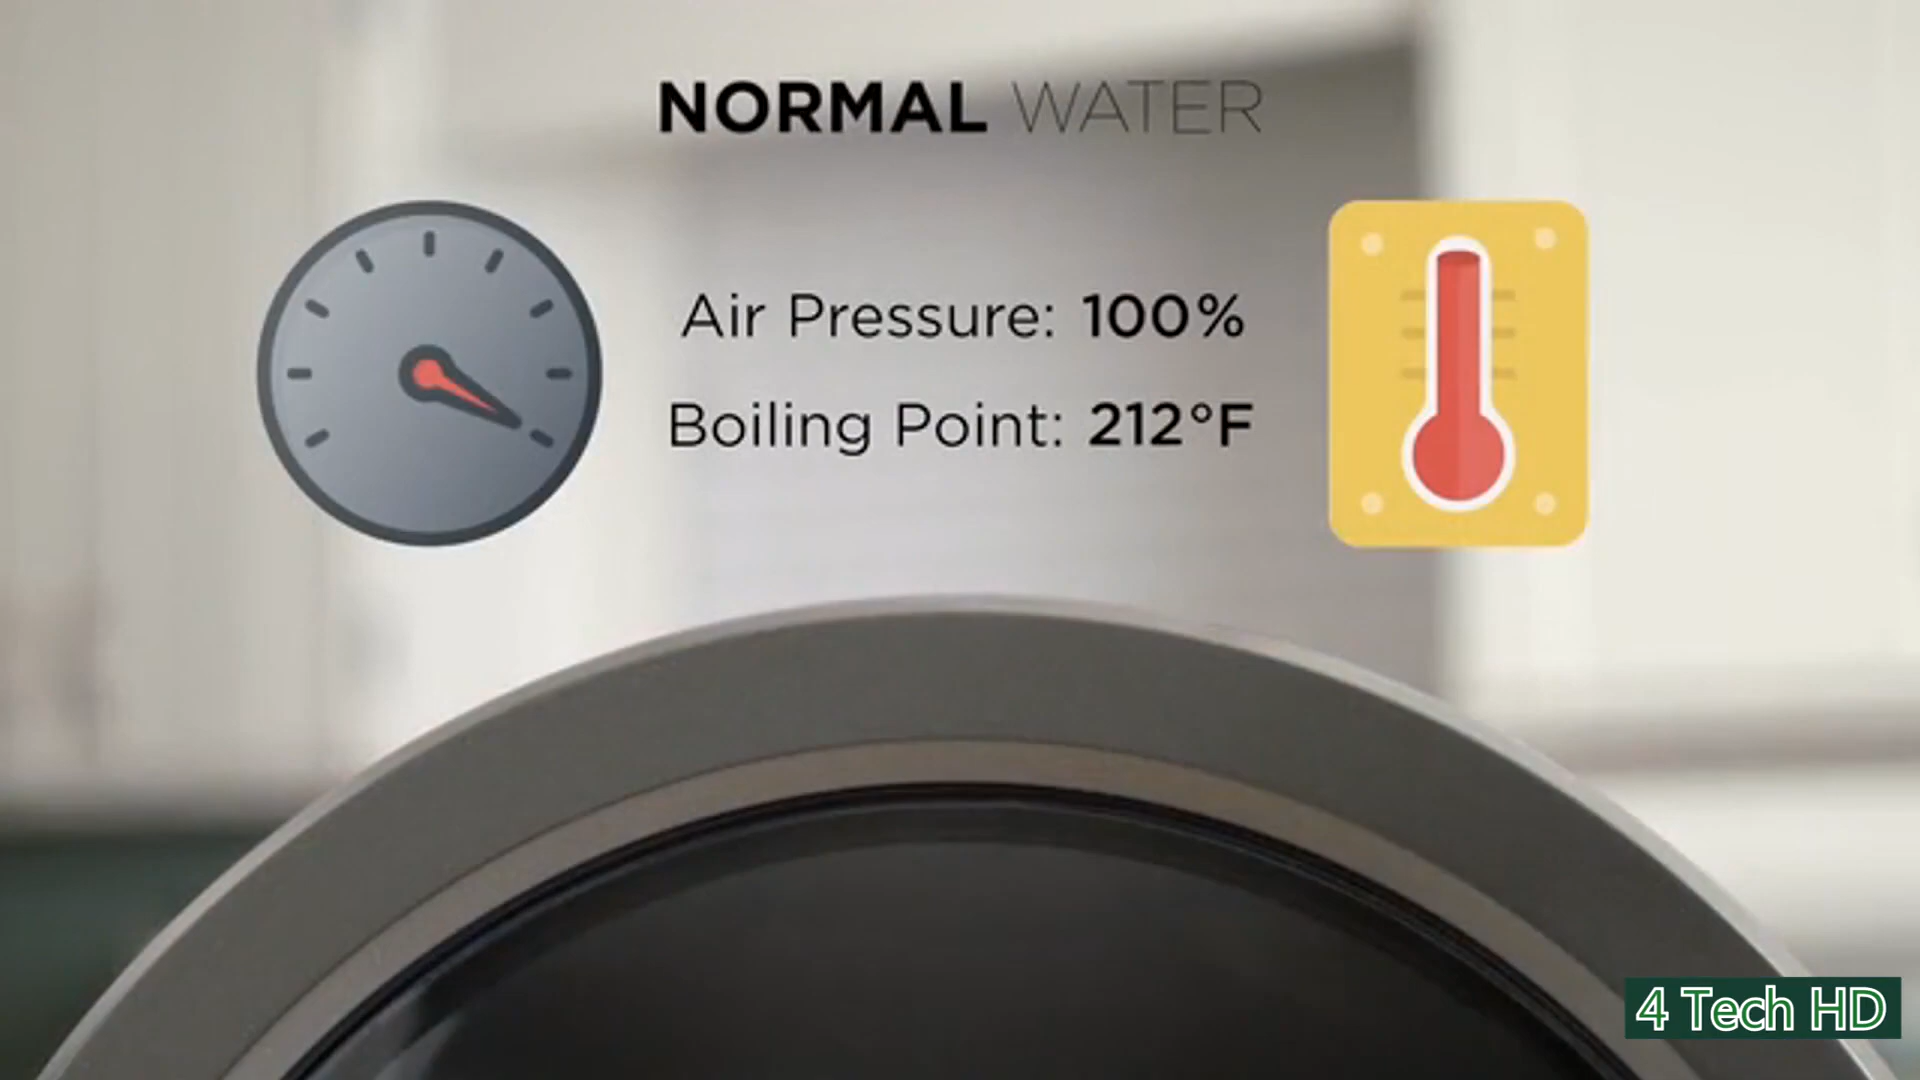 NORMAL WATER
Air Pressure: 100%
Boiling Point: 212°F
4 Tech HD